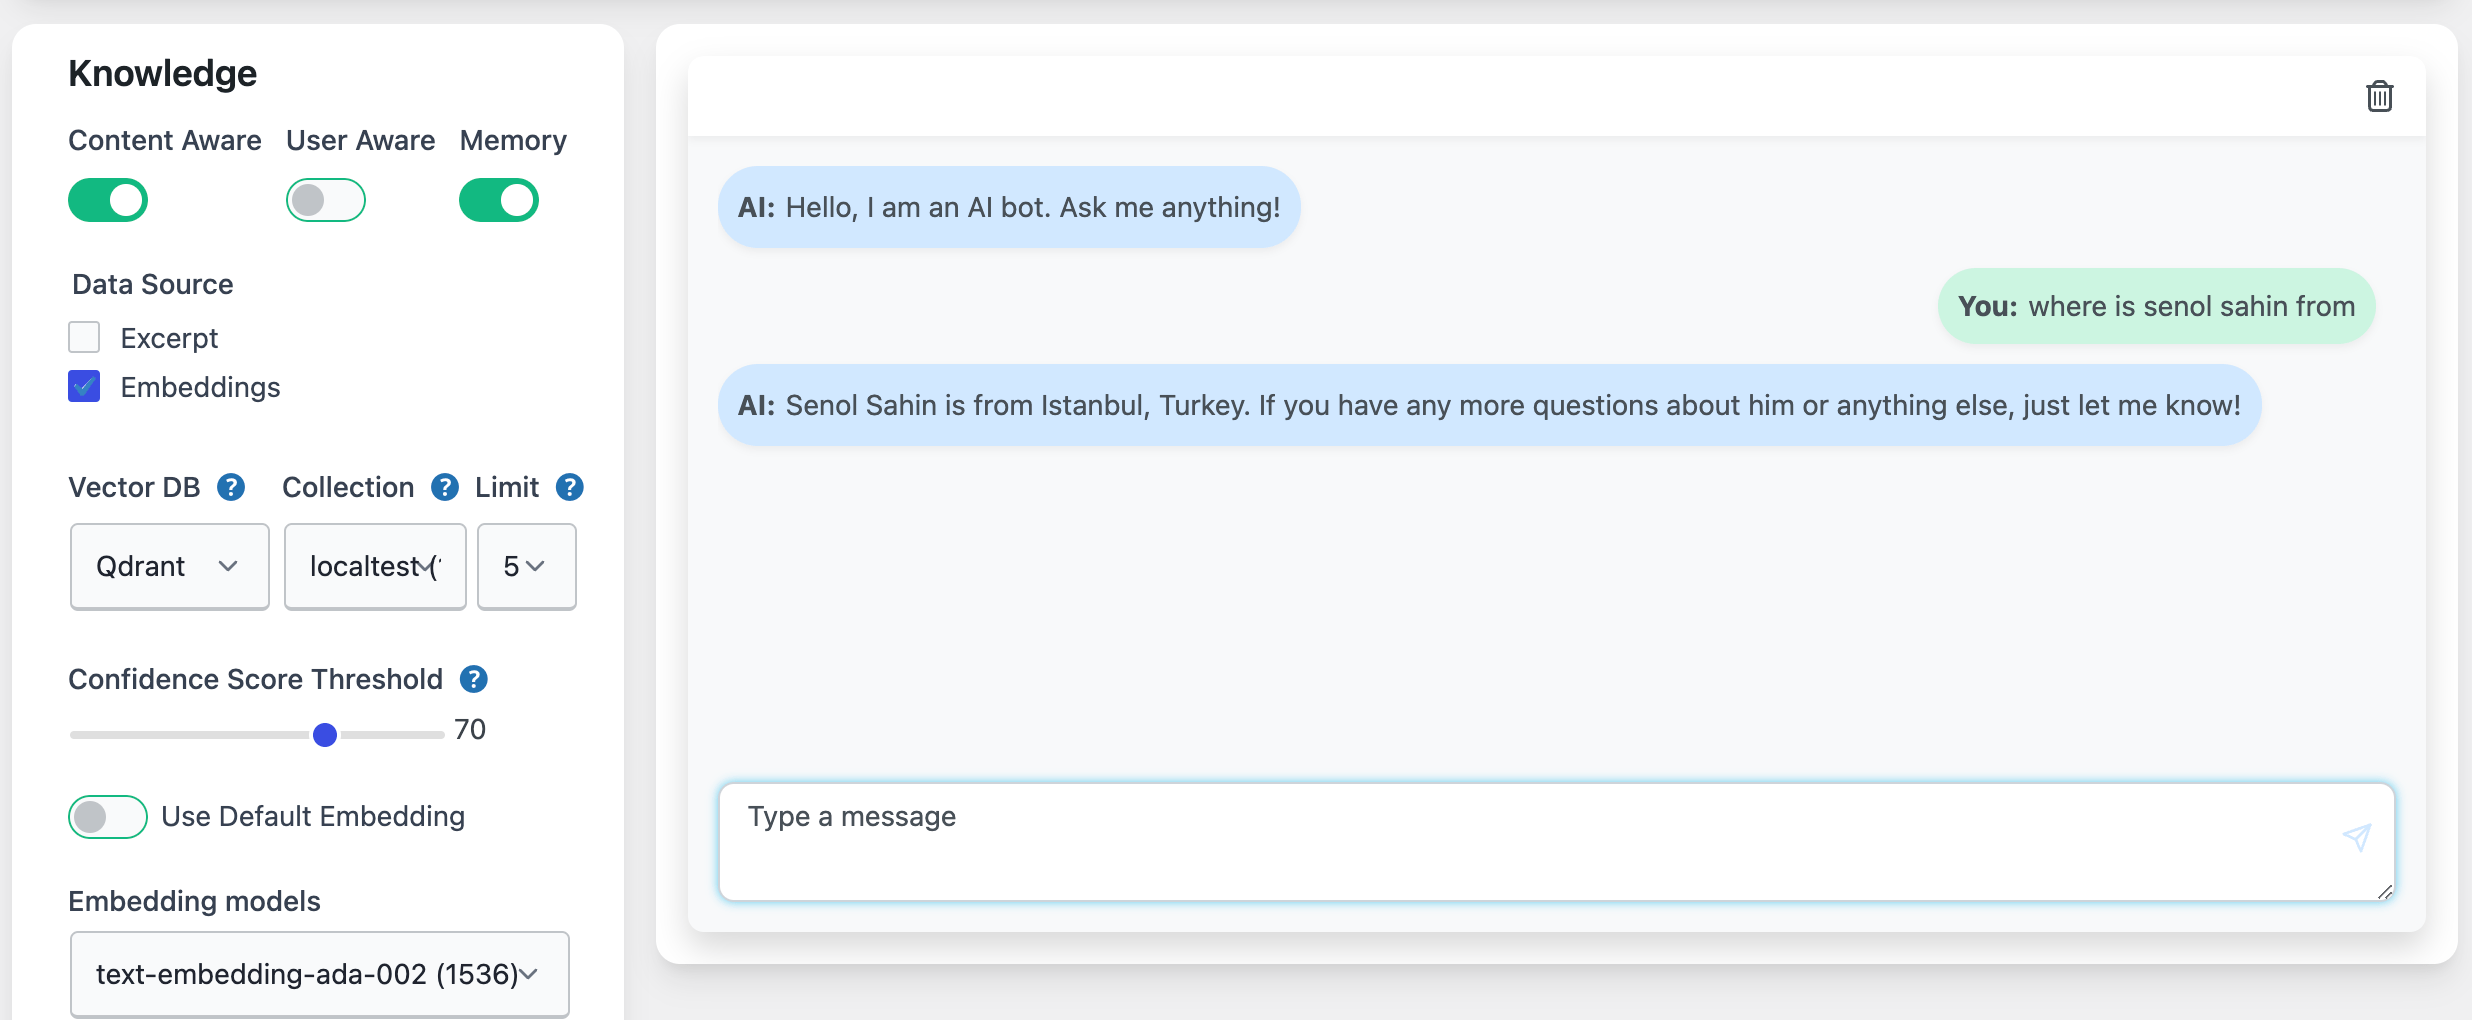 Knowledge
Content Aware User Aware Memory
Data Source
Excerpt
Embeddings
Vector DB ? Collection ? Limit ?
Qdrant localtest ( 5
Confidence Score Threshold ?
70
Use Default Embedding
Embedding models
text-embedding-ada-002 (1536)
AI: Hello, I am an AI bot. Ask me anything!
You: where is senol sahin from
AI: Senol Sahin is from Istanbul, Turkey. If you have any more questions about him or anything else, just let me know!
Type a message